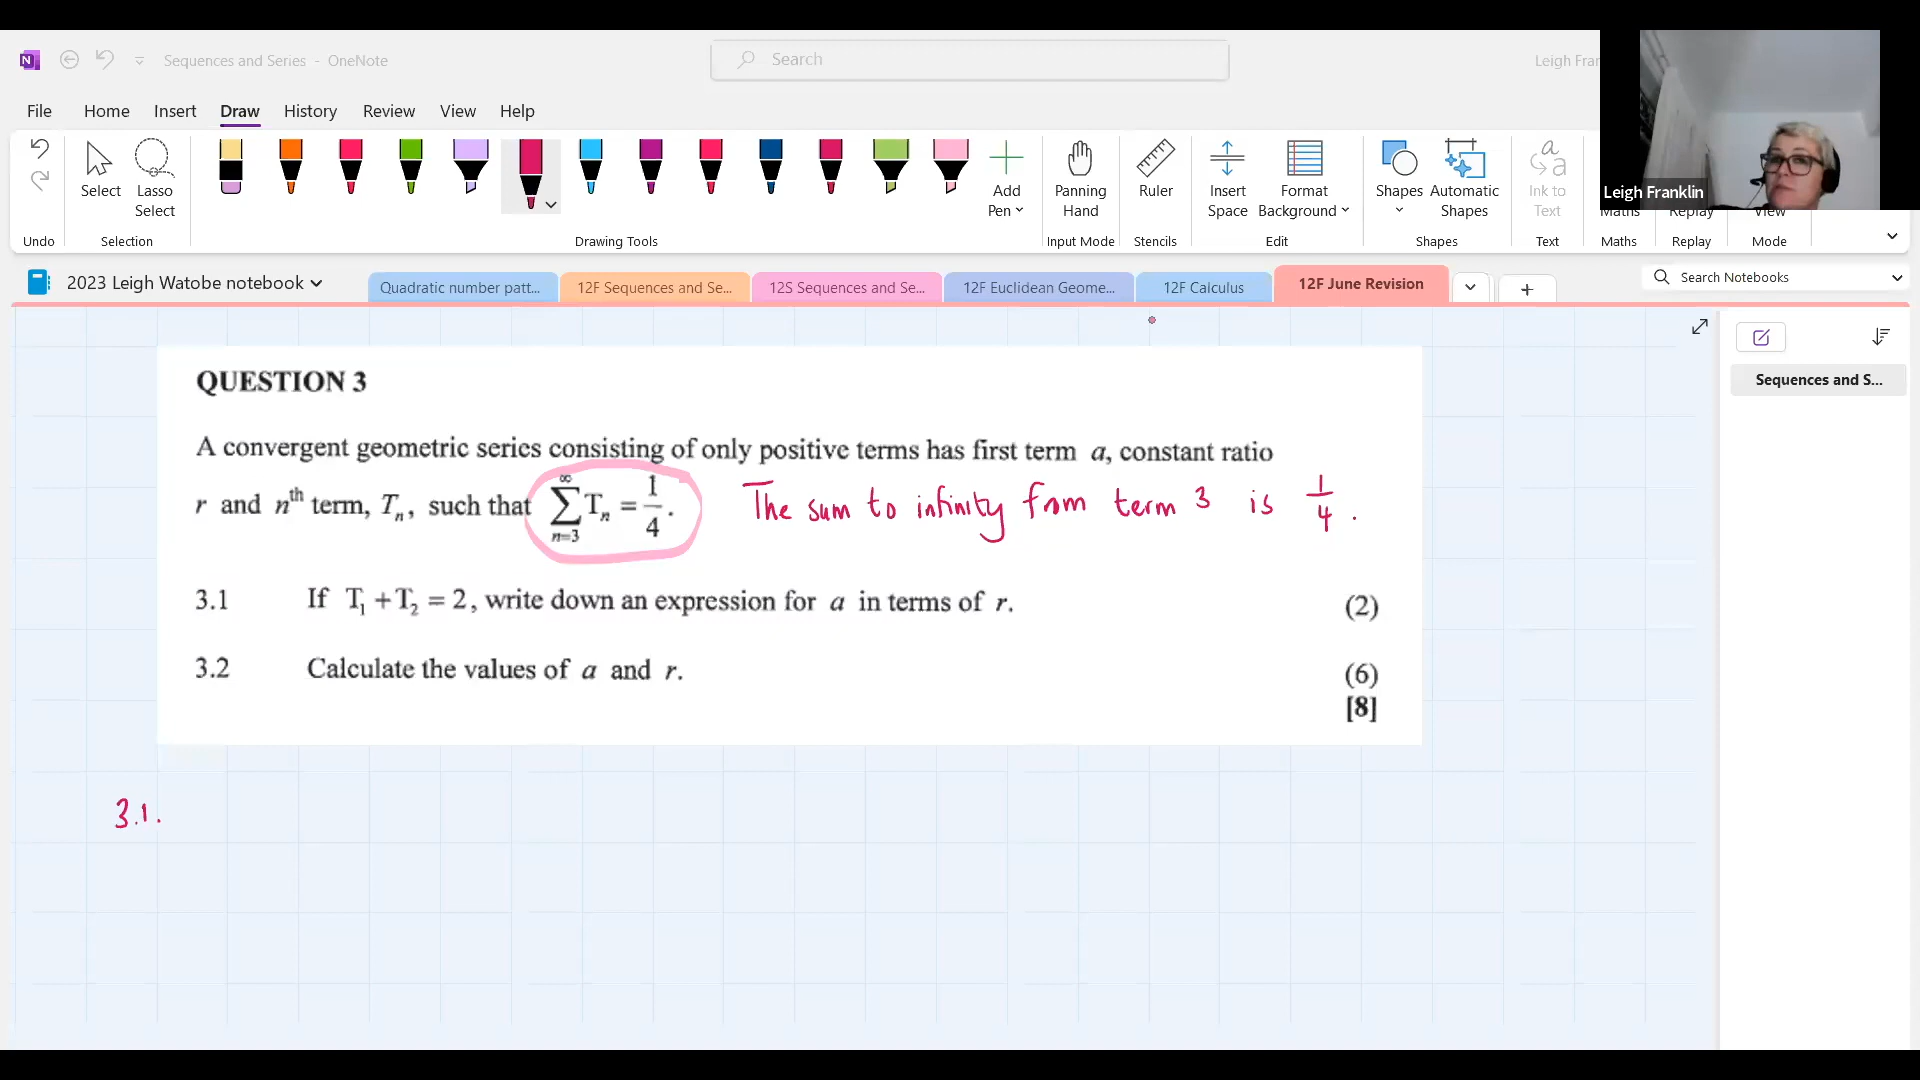 Sequences and Series - OneNote
Search
Leigh Fran
File Home Insert Draw History Review View Help
Undo
Select
Lasso Select
Selection
Drawing Tools
Add Pen
Panning Hand
Input Mode
Ruler
Stencils
Insert Space
Format Background
Edit
Shapes
Automatic Shapes
Shapes
Ink to Text
Text
Maths
Maths
Replay
Replay
View
Mode
Leigh Franklin
2023 Leigh Watobe notebook
Quadratic number patt...
12F Sequences and Se...
12S Sequences and Se...
12F Euclidean Geome...
12F Calculus
12F June Revision
Search Notebooks
Sequences and S...
QUESTION 3
A convergent geometric series consisting of only positive terms has first term a, constant ratio
r and nth term, Tₙ, such that ∑_{n=3}^{∞} Tₙ = 1/4. The sum to infinity from term 3 is 1/4.
3.1 If T₁ + T₂ = 2, write down an expression for a in terms of r. (2)
3.2 Calculate the values of a and r. (6)
[8]
3.1.